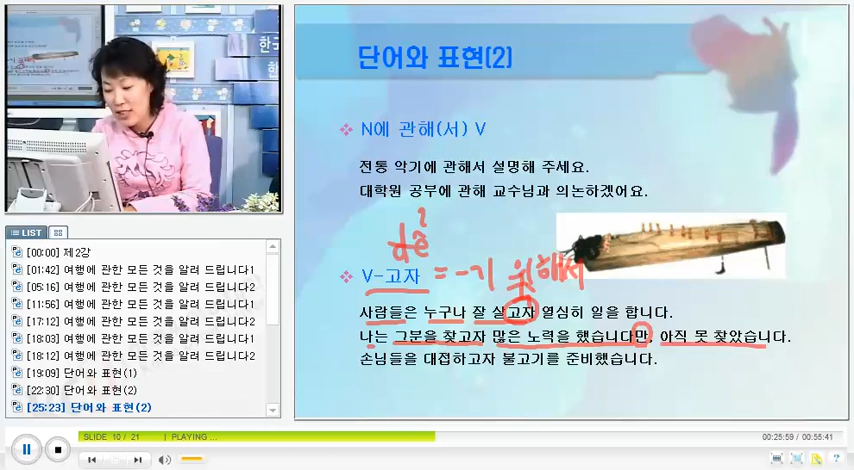 한국
단어와 표현(2)
N에 관해(서) V
전통 악기에 관해서 설명해 주세요.
대학원 공부에 관해 교수님과 의논하겠어요.
V-고자 = -기 위해서
사람들은 누구나 잘 살고자 열심히 일을 합니다.
나는 그분을 찾고자 많은 노력을 했습니다만, 아직 못 찾았습니다.
손님들을 대접하고자 불고기를 준비했습니다.
LIST
[00:00] 제2강
[01:42] 여행에 관한 모든 것을 알려 드립니다1
[05:16] 여행에 관한 모든 것을 알려 드립니다2
[11:56] 여행에 관한 모든 것을 알려 드립니다1
[17:12] 여행에 관한 모든 것을 알려 드립니다2
[18:03] 여행에 관한 모든 것을 알려 드립니다1
[18:12] 여행에 관한 모든 것을 알려 드립니다2
[19:09] 단어와 표현(1)
[22:30] 단어와 표현(2)
[25:23] 단어와 표현(2)
SLIDE 10 / 21 | PLAYING ...
00:25:59 / 00:55:41